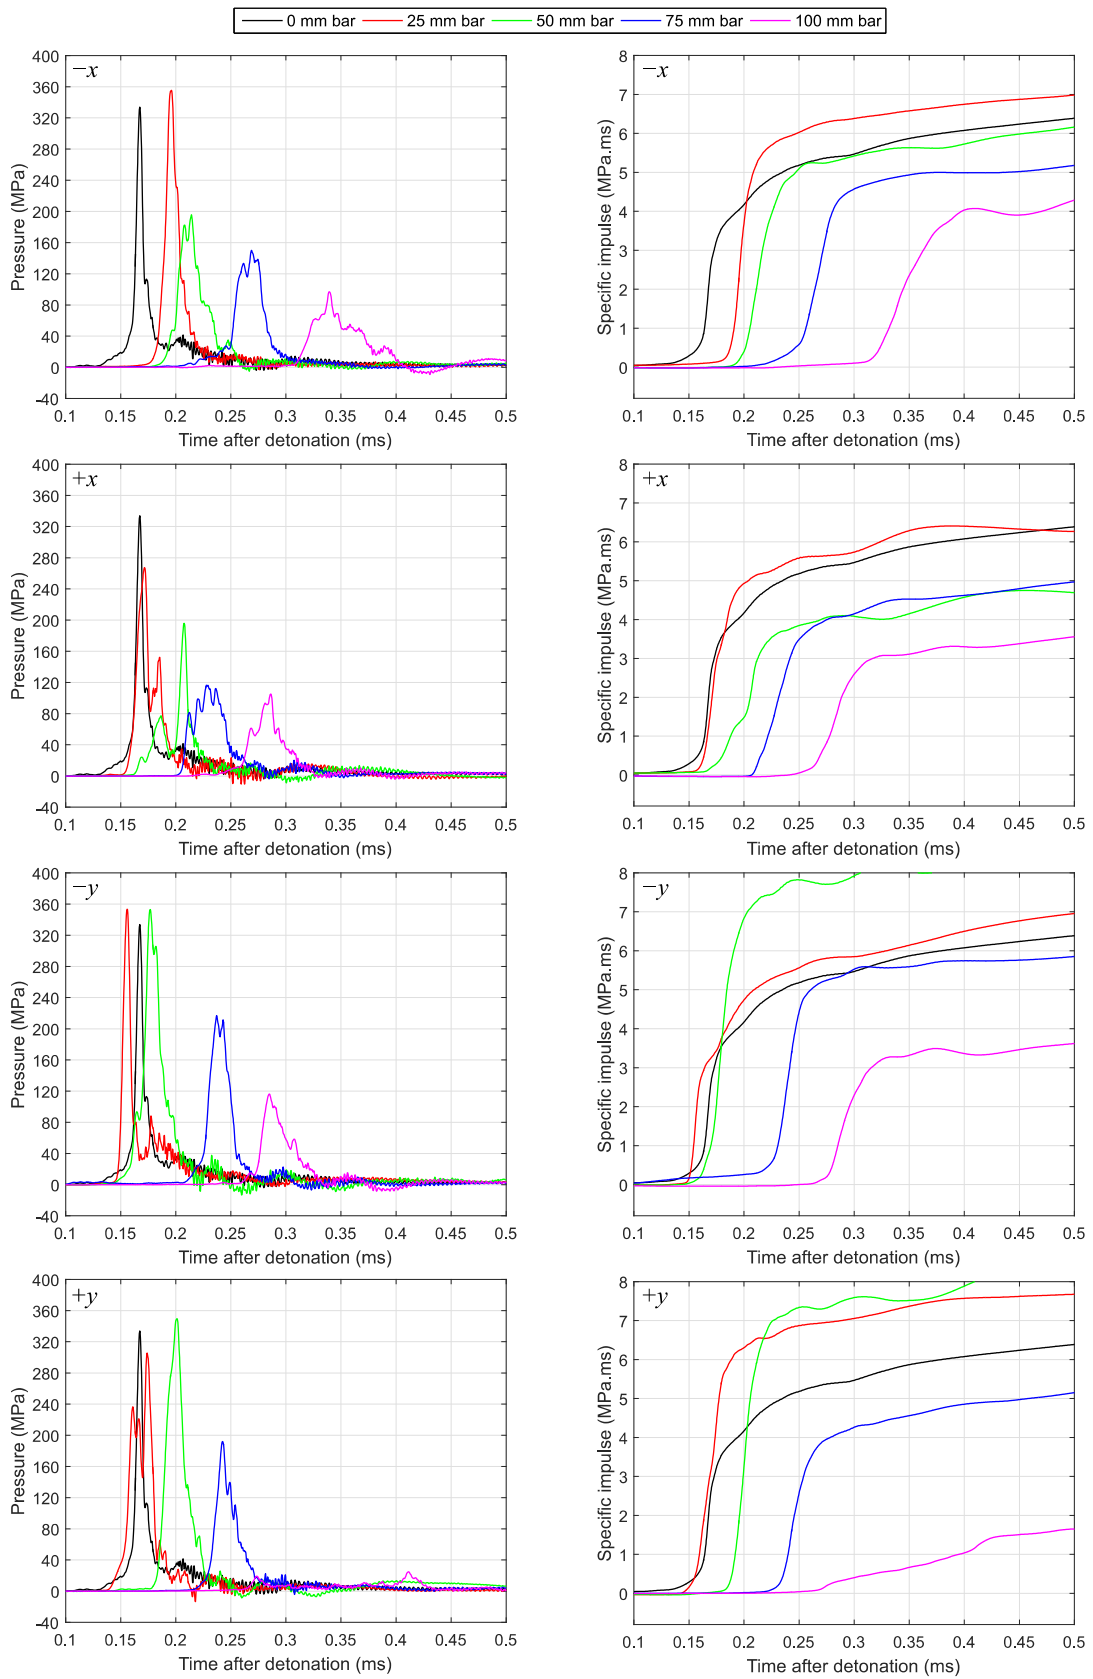 0 mm bar 25 mm bar 50 mm bar 75 mm bar 100 mm bar
−x
Pressure (MPa)
400
360
320
280
240
200
160
120
80
40
0
−40
0.1 0.15 0.2 0.25 0.3 0.35 0.4 0.45 0.5
Time after detonation (ms)
−x
Specific impulse (MPa.ms)
8
7
6
5
4
3
2
1
0
0.1 0.15 0.2 0.25 0.3 0.35 0.4 0.45 0.5
Time after detonation (ms)
+x
Pressure (MPa)
400
360
320
280
240
200
160
120
80
40
0
−40
0.1 0.15 0.2 0.25 0.3 0.35 0.4 0.45 0.5
Time after detonation (ms)
+x
Specific impulse (MPa.ms)
8
7
6
5
4
3
2
1
0
0.1 0.15 0.2 0.25 0.3 0.35 0.4 0.45 0.5
Time after detonation (ms)
−y
Pressure (MPa)
400
360
320
280
240
200
160
120
80
40
0
−40
0.1 0.15 0.2 0.25 0.3 0.35 0.4 0.45 0.5
Time after detonation (ms)
−y
Specific impulse (MPa.ms)
8
7
6
5
4
3
2
1
0
0.1 0.15 0.2 0.25 0.3 0.35 0.4 0.45 0.5
Time after detonation (ms)
+y
Pressure (MPa)
400
360
320
280
240
200
160
120
80
40
0
−40
0.1 0.15 0.2 0.25 0.3 0.35 0.4 0.45 0.5
Time after detonation (ms)
+y
Specific impulse (MPa.ms)
8
7
6
5
4
3
2
1
0
0.1 0.15 0.2 0.25 0.3 0.35 0.4 0.45 0.5
Time after detonation (ms)